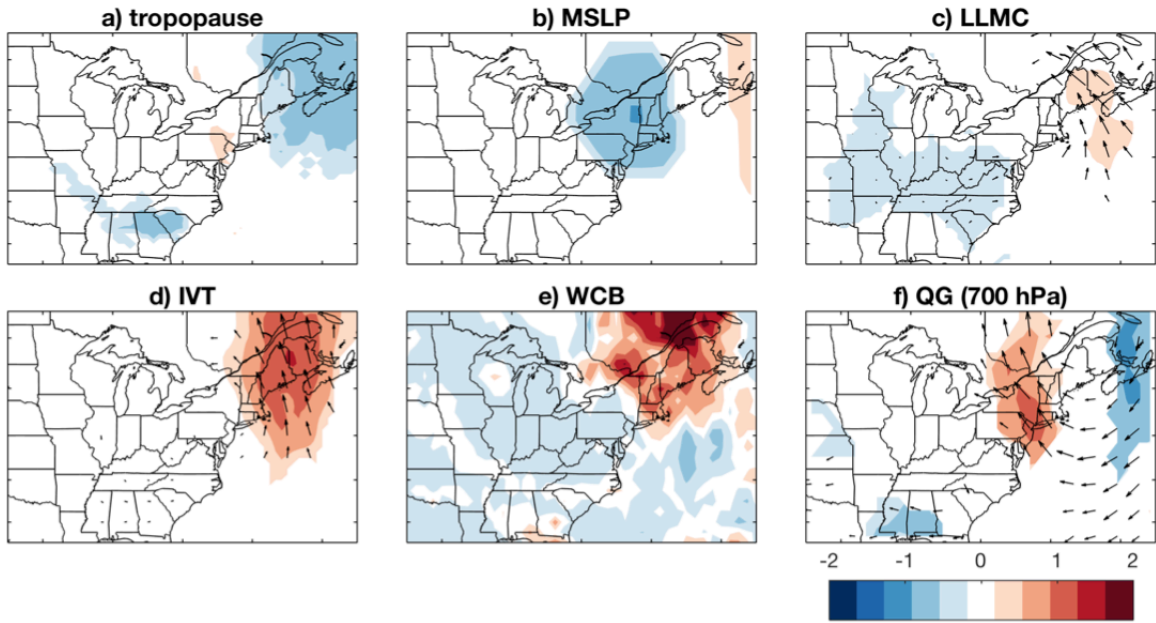 a) tropopause
b) MSLP
c) LLMC
d) IVT
e) WCB
f) QG (700 hPa)
-2 -1 0 1 2